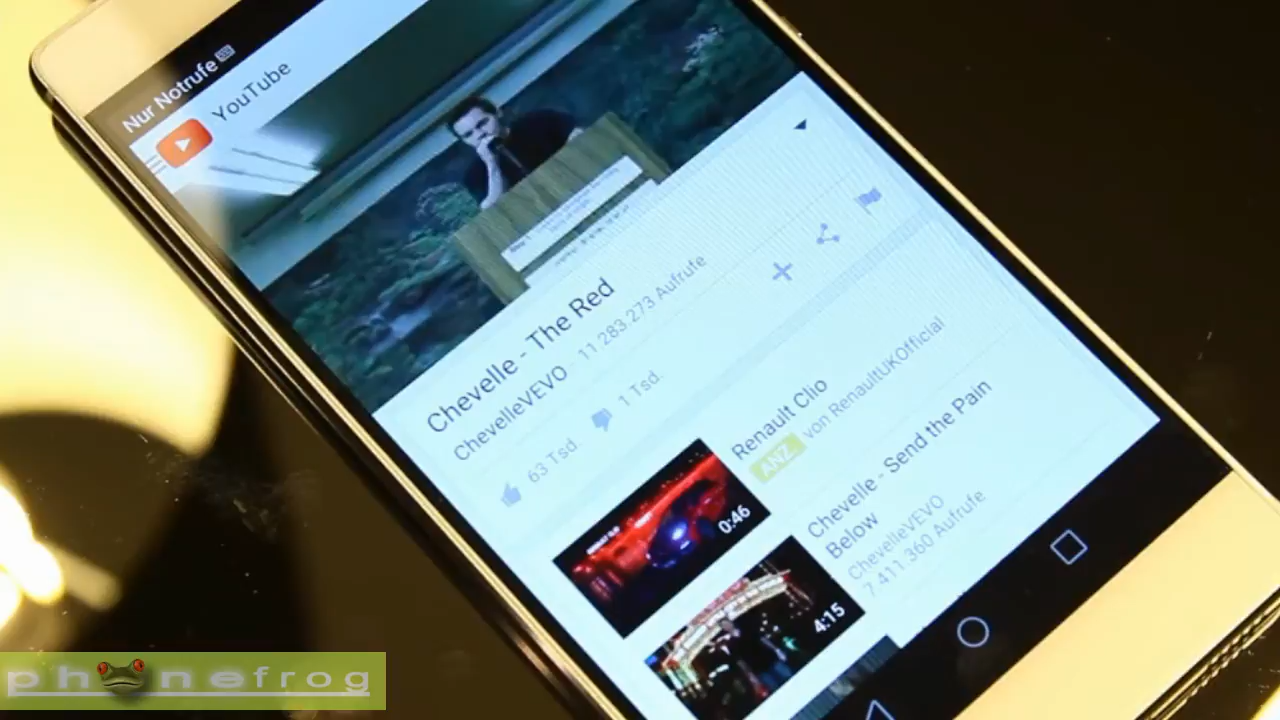 Nur Notrufe
YouTube
Chevelle - The Red
ChevelleVEVO · 11 283 273 Aufrufe
63 Tsd.
1 Tsd.
0:46
Renault Clio
ANZ. von RenaultUKOfficial
4:15
Chevelle - Send the Pain
Below
ChevelleVEVO
7 411 360 Aufrufe
phonefrog